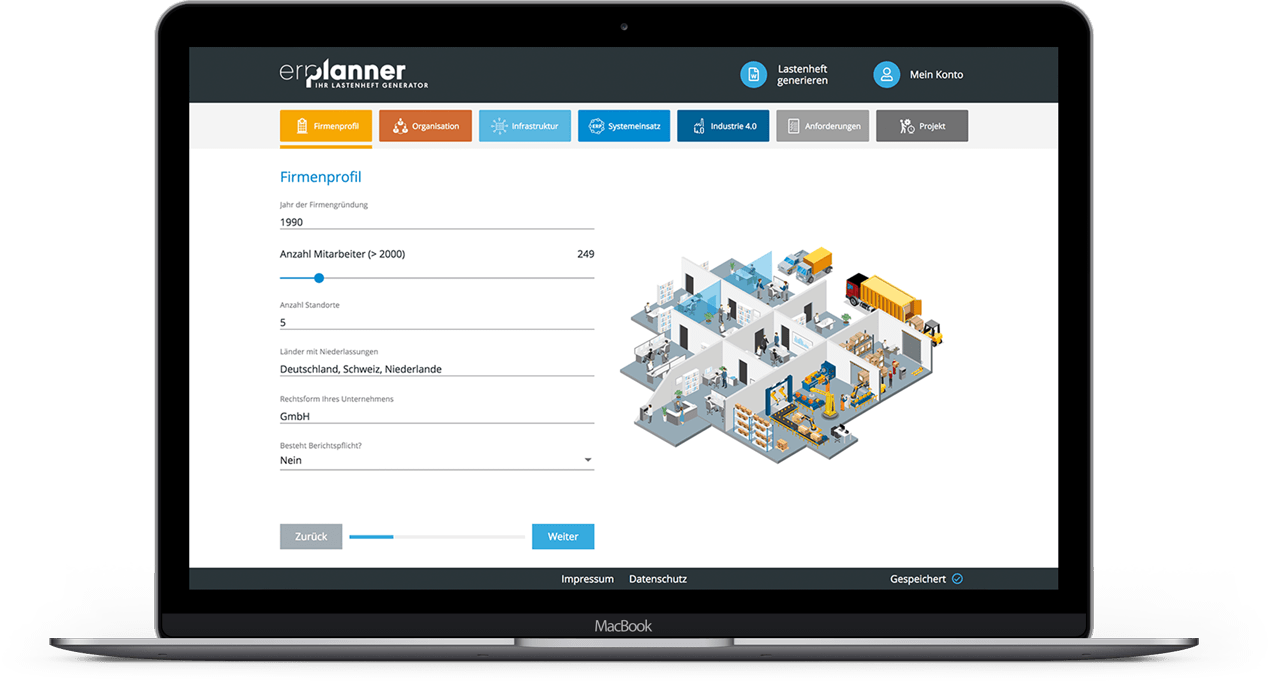 erplanner
IHR LASTENHEFT GENERATOR
Lastenheft
generieren
Mein Konto
Firmenprofil
Organisation
Infrastruktur
ERP
Systemeinsatz
Industrie 4.0
Anforderungen
Projekt
Firmenprofil
Jahr der Firmengründung
1990
Anzahl Mitarbeiter (> 2000)
249
Anzahl Standorte
5
Länder mit Niederlassungen
Deutschland, Schweiz, Niederlande
Rechtsform Ihres Unternehmens
GmbH
Besteht Berichtspflicht?
Nein
Zurück
Weiter
Impressum
Datenschutz
Gespeichert
MacBook